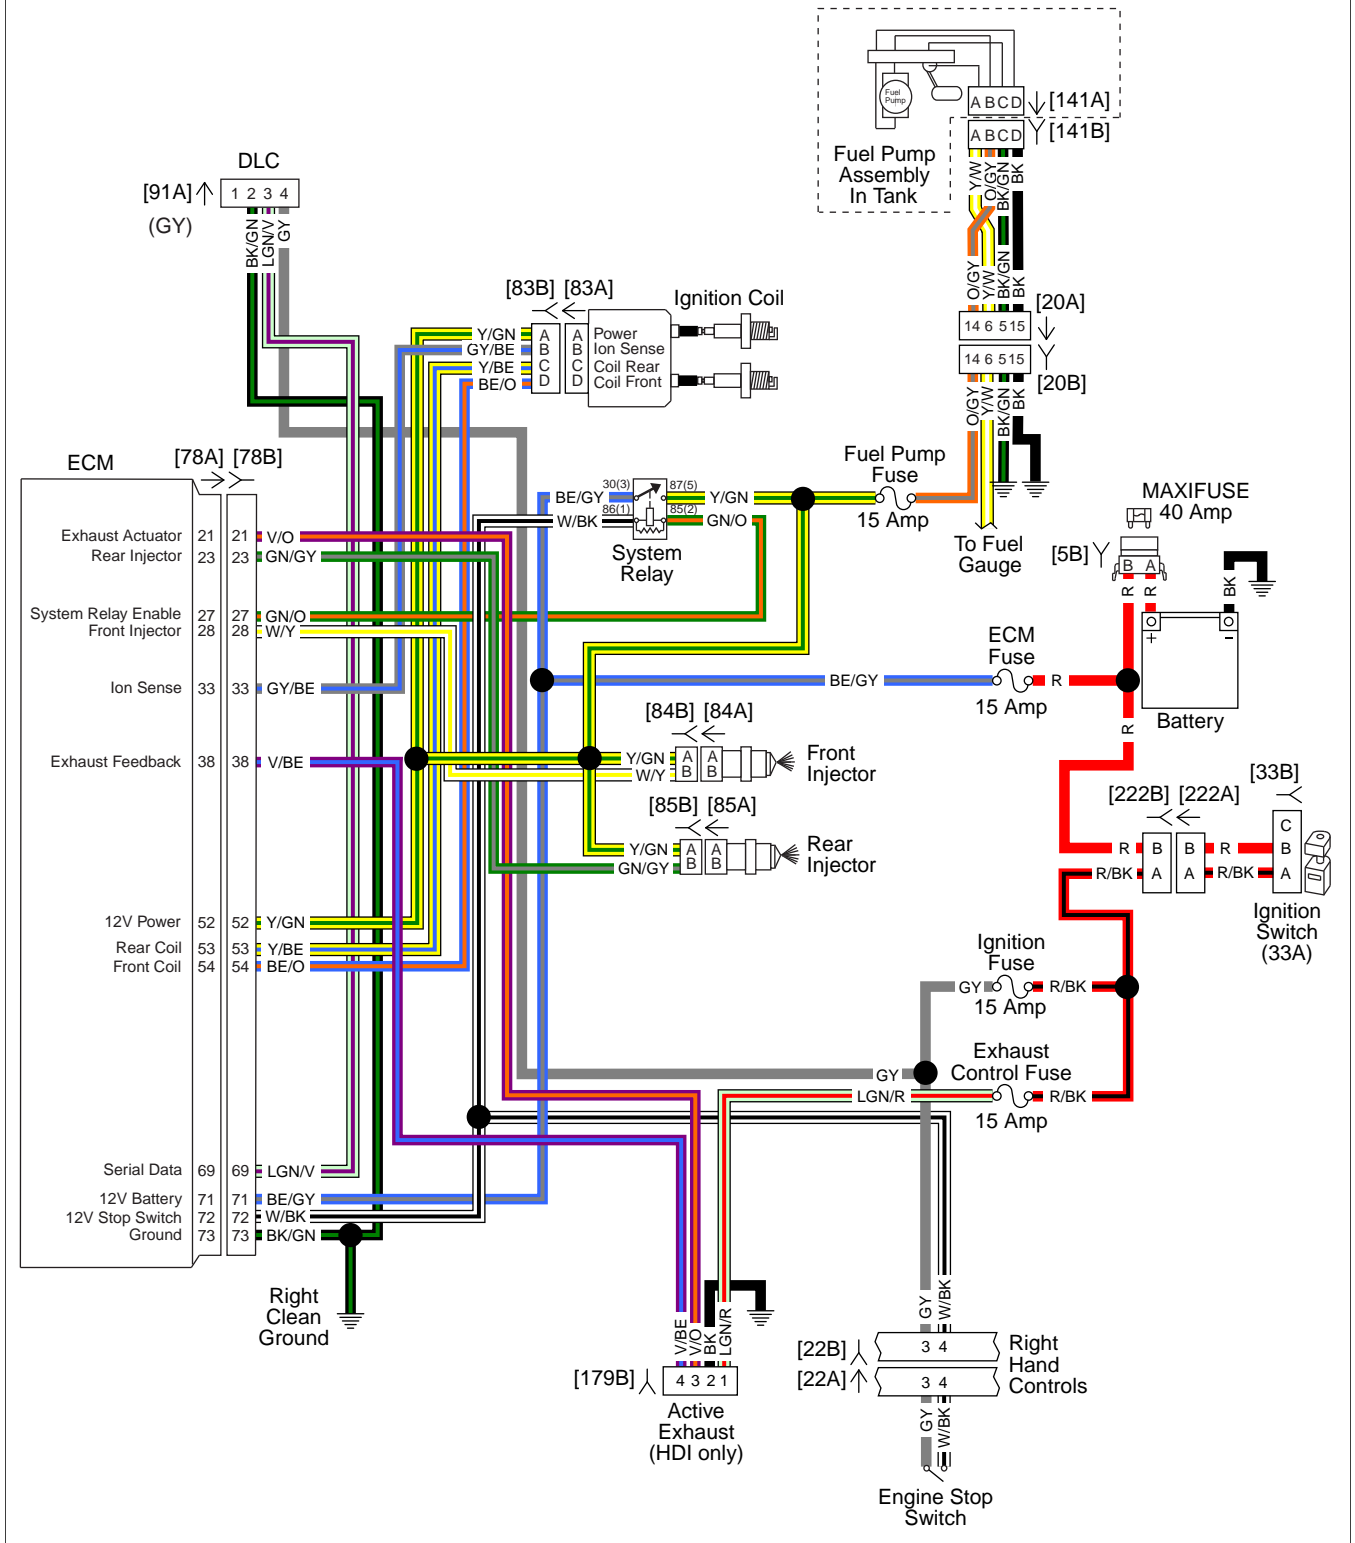 Fuel
Pump
A B C D
[141A]
A B C D
[141B]
Fuel Pump
Assembly
In Tank
Y/W
O/GY
BK/GN
BK
DLC
[91A]
1 2 3 4
(GY)
BK/GN
LGN/V
GY
O/GY
Y/W
BK/GN
BK
[20A]
14 6 5 15
14 6 5 15
[20B]
O/GY
Y/W
BK/GN
BK
[83B] [83A]
Ignition Coil
Y/GN A A Power
GY/BE B B Ion Sense
Y/BE C C Coil Rear
BE/O D D Coil Front
ECM
[78A] [78B]
Fuel Pump
Fuse
15 Amp
30(3) 87(5)
BE/GY Y/GN
86(1) 85(2)
W/BK GN/O
System
Relay
To Fuel
Gauge
MAXIFUSE
40 Amp
[5B]
B A
R
R
BK
+
-
Battery
Exhaust Actuator 21 21 V/O
Rear Injector 23 23 GN/GY
System Relay Enable 27 27 GN/O
Front Injector 28 28 W/Y
Ion Sense 33 33 GY/BE
Exhaust Feedback 38 38 V/BE
ECM
Fuse
BE/GY R
15 Amp
R
[84B] [84A]
Y/GN A A
W/Y B B
Front
Injector
[85B] [85A]
Y/GN A A
GN/GY B B
Rear
Injector
[33B]
[222B] [222A]
C
R B B R B
R/BK A A R/BK A
Ignition
Switch
(33A)
12V Power 52 52 Y/GN
Rear Coil 53 53 Y/BE
Front Coil 54 54 BE/O
Ignition
Fuse
GY R/BK
15 Amp
Exhaust
Control Fuse
GY
LGN/R R/BK
15 Amp
Serial Data 69 69 LGN/V
12V Battery 71 71 BE/GY
12V Stop Switch 72 72 W/BK
Ground 73 73 BK/GN
Right
Clean
Ground
V/BE
V/O
BK
LGN/R
[179B]
4 3 2 1
Active
Exhaust
(HDI only)
GY
W/BK
[22B]
3 4
[22A]
3 4
Right
Hand
Controls
GY
W/BK
Engine Stop
Switch